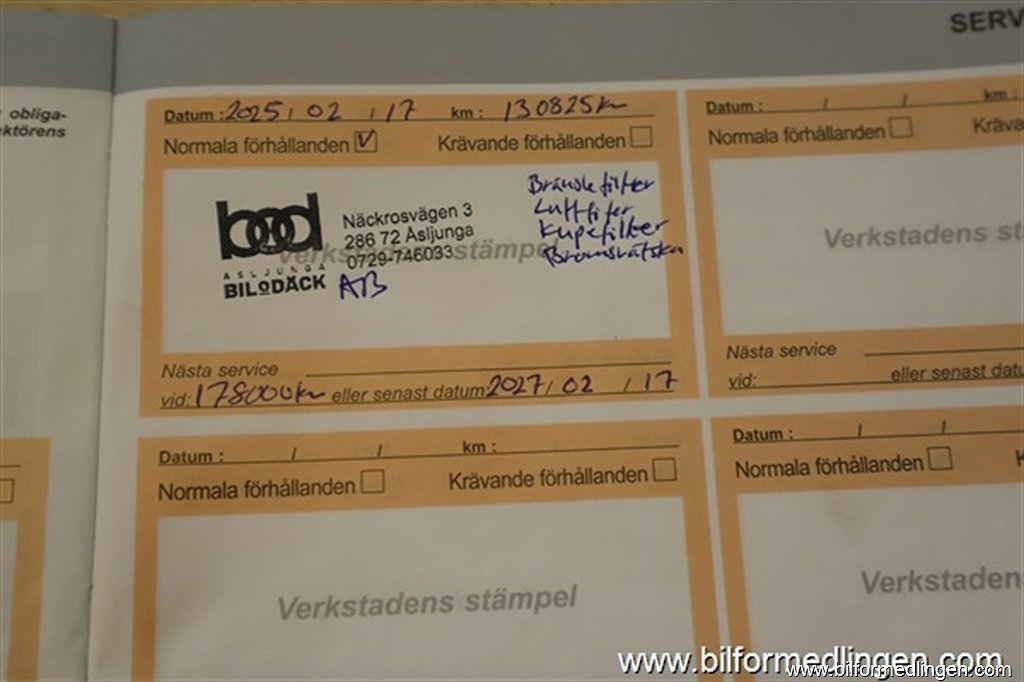 SERV
obliga-
ktörens
Datum : 2025 / 02 / 17 km : 130825km
Normala förhållanden V Krävande förhållanden
bod
ÅSLJUNGA
BILoDÄCK
Näckrosvägen 3
286 72 Åsljunga
0729-746033
AB
Verkstadens stämpel
Bränslefilter
Luftfilter
Kupefilter
Bromsvätska
Nästa service
vid: 178000km eller senast datum: 2027 / 02 / 17
Datum : / / km :
Normala förhållanden Kräva
Verkstadens st
Nästa service
vid: eller senast datu
Datum : / / km :
Normala förhållanden Krävande förhållanden
Verkstadens stämpel
Datum : / /
Normala förhållanden K
Verkstadens
www.bilformedlingen.com
www.bilformedlingen.com